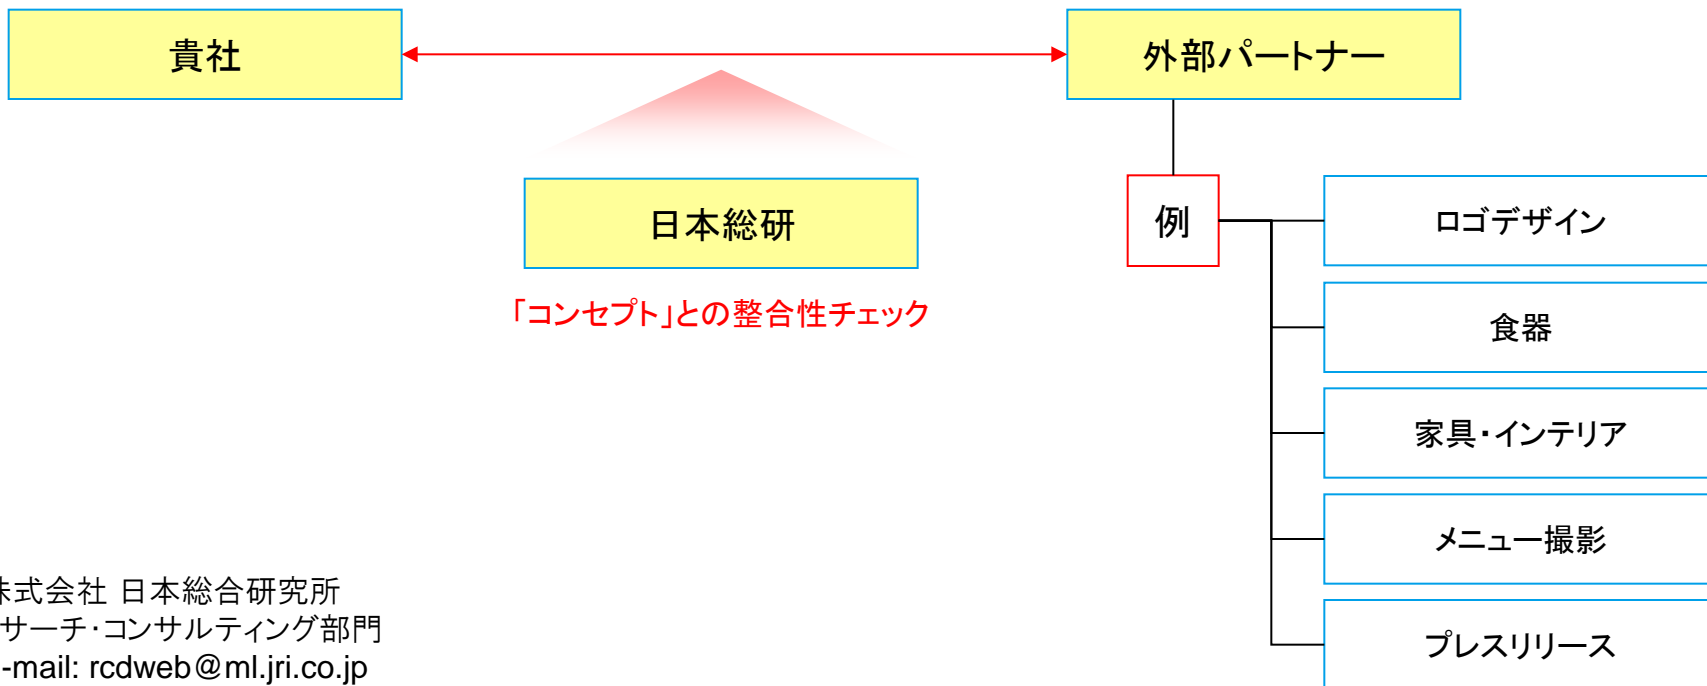 貴社
外部パートナー
日本総研
「コンセプト」との整合性チェック
例
ロゴデザイン
食器
家具・インテリア
メニュー撮影
プレスリリース
株式会社 日本総合研究所
サーチ・コンサルティング部門
-mail: rcdweb@ml.jri.co.jp